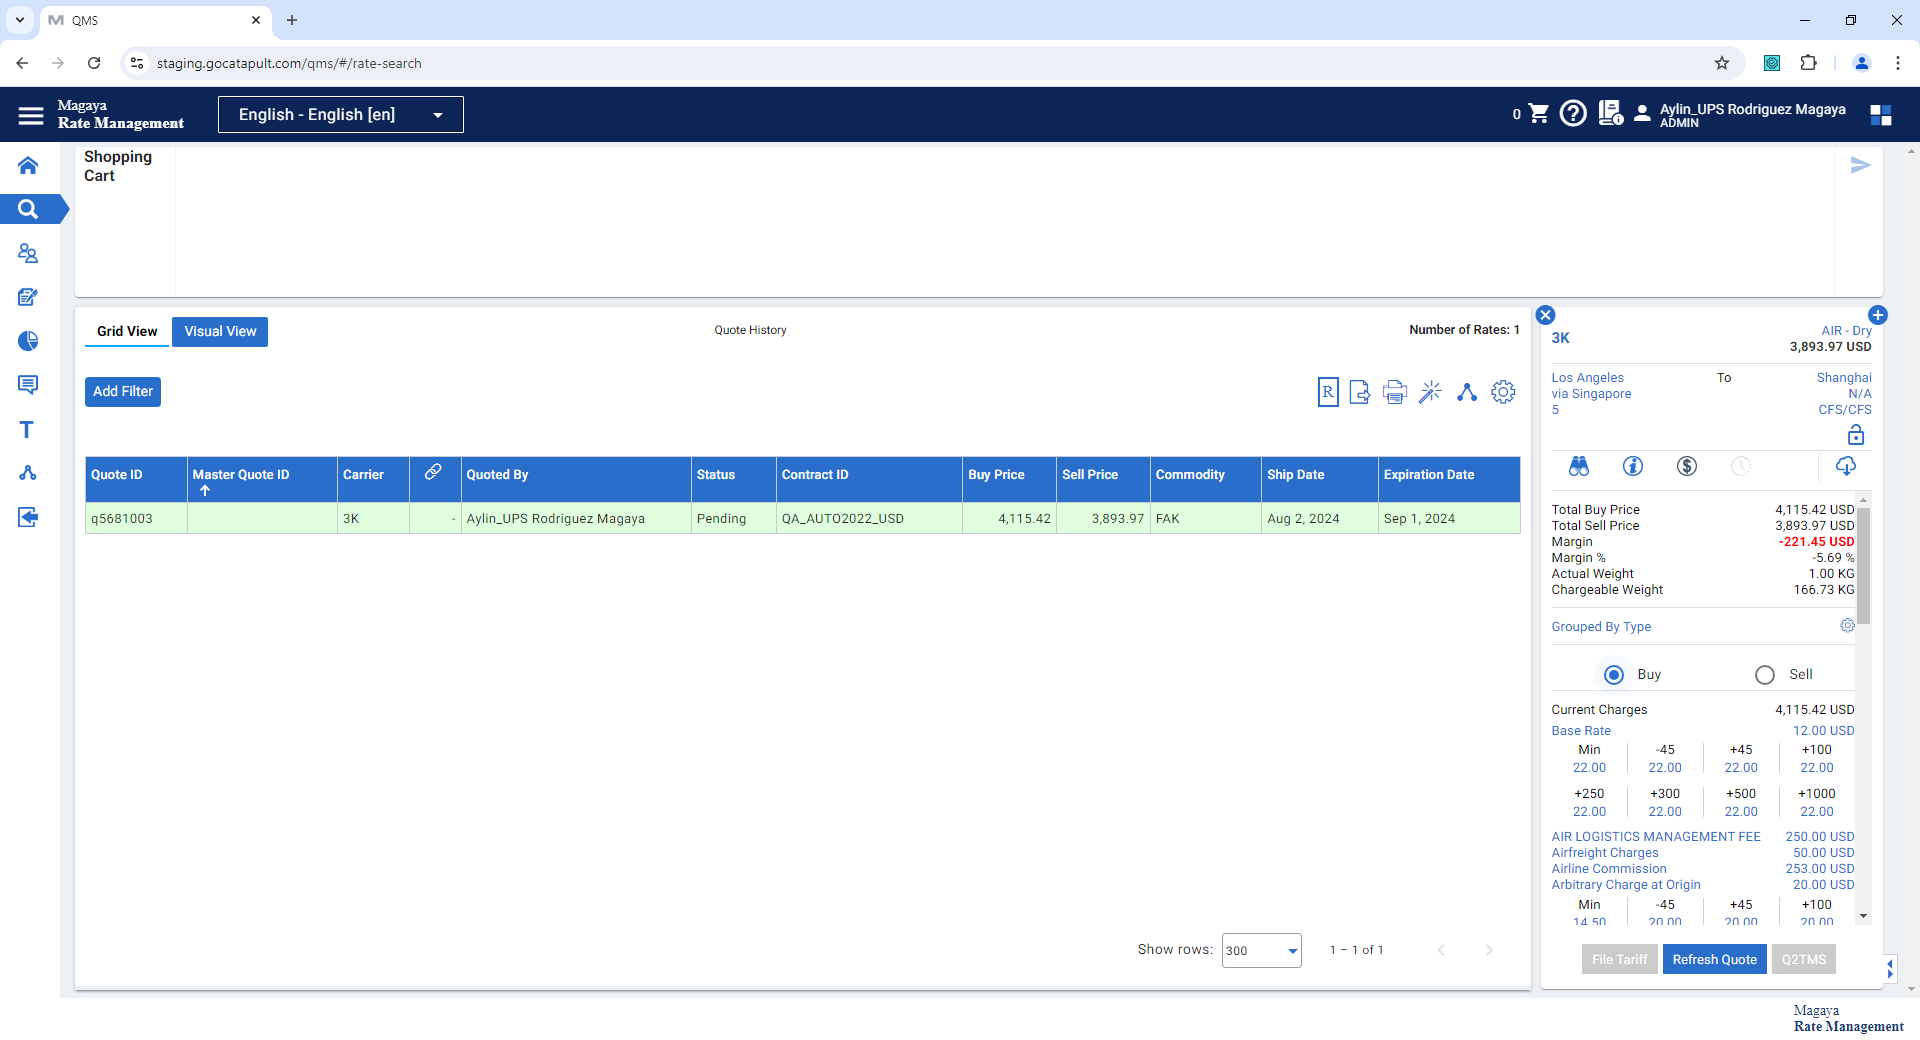 QMS
staging.gocatapult.com/qms/#/rate-search
Magaya
Rate Management
English - English [en]
0
Aylin_UPS Rodriguez Magaya
ADMIN
Shopping
Cart
Grid View
Visual View
Quote History
Number of Rates: 1
Add Filter
R
Quote ID Master Quote ID Carrier Quoted By Status Contract ID Buy Price Sell Price Commodity Ship Date Expiration Date
q5681003 3K - Aylin_UPS Rodriguez Magaya Pending QA_AUTO2022_USD 4,115.42 3,893.97 FAK Aug 2, 2024 Sep 1, 2024
Show rows: 300 1 – 1 of 1
3K
AIR - Dry
3,893.97 USD
Los Angeles To Shanghai
via Singapore N/A
5 CFS/CFS
Total Buy Price 4,115.42 USD
Total Sell Price 3,893.97 USD
Margin -221.45 USD
Margin % -5.69 %
Actual Weight 1.00 KG
Chargeable Weight 166.73 KG
Grouped By Type
Buy Sell
Current Charges 4,115.42 USD
Base Rate 12.00 USD
Min -45 +45 +100
22.00 22.00 22.00 22.00
+250 +300 +500 +1000
22.00 22.00 22.00 22.00
AIR LOGISTICS MANAGEMENT FEE 250.00 USD
Airfreight Charges 50.00 USD
Airline Commission 253.00 USD
Arbitrary Charge at Origin 20.00 USD
Min -45 +45 +100
14.50 20.00 20.00 20.00
File Tariff Refresh Quote Q2TMS
Magaya
Rate Management